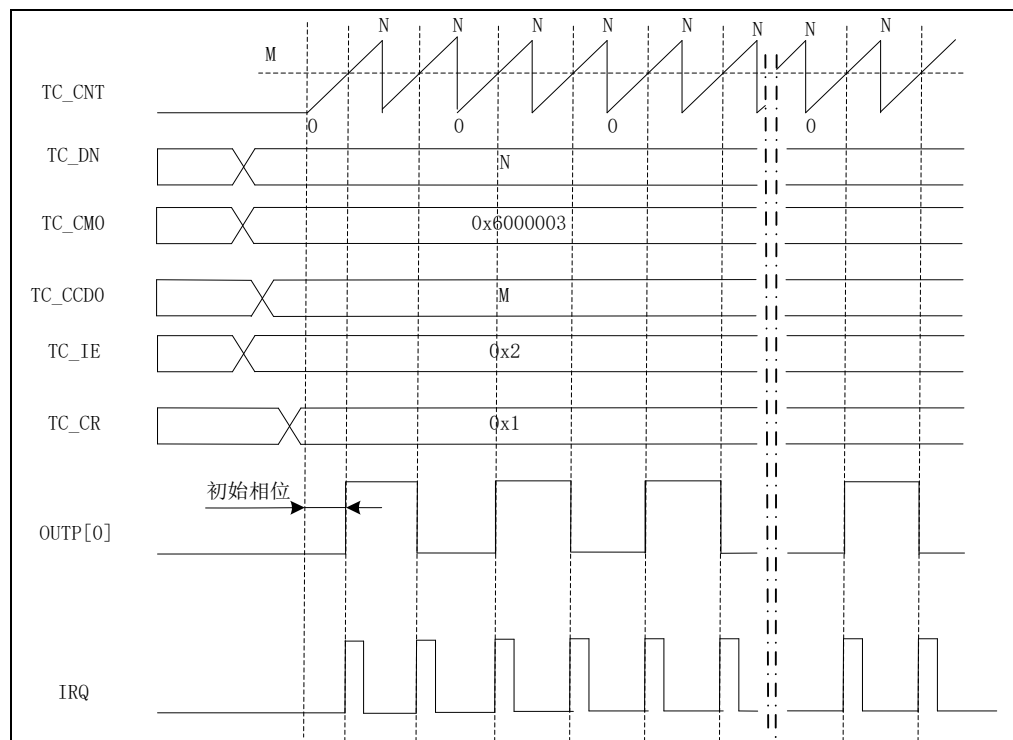 N N N N N N N N
M
TC_CNT
0 0 0 0
TC_DN
N
TC_CM0
0x6000003
TC_CCD0
M
TC_IE
0x2
TC_CR
0x1
初始相位
OUTP[0]
IRQ